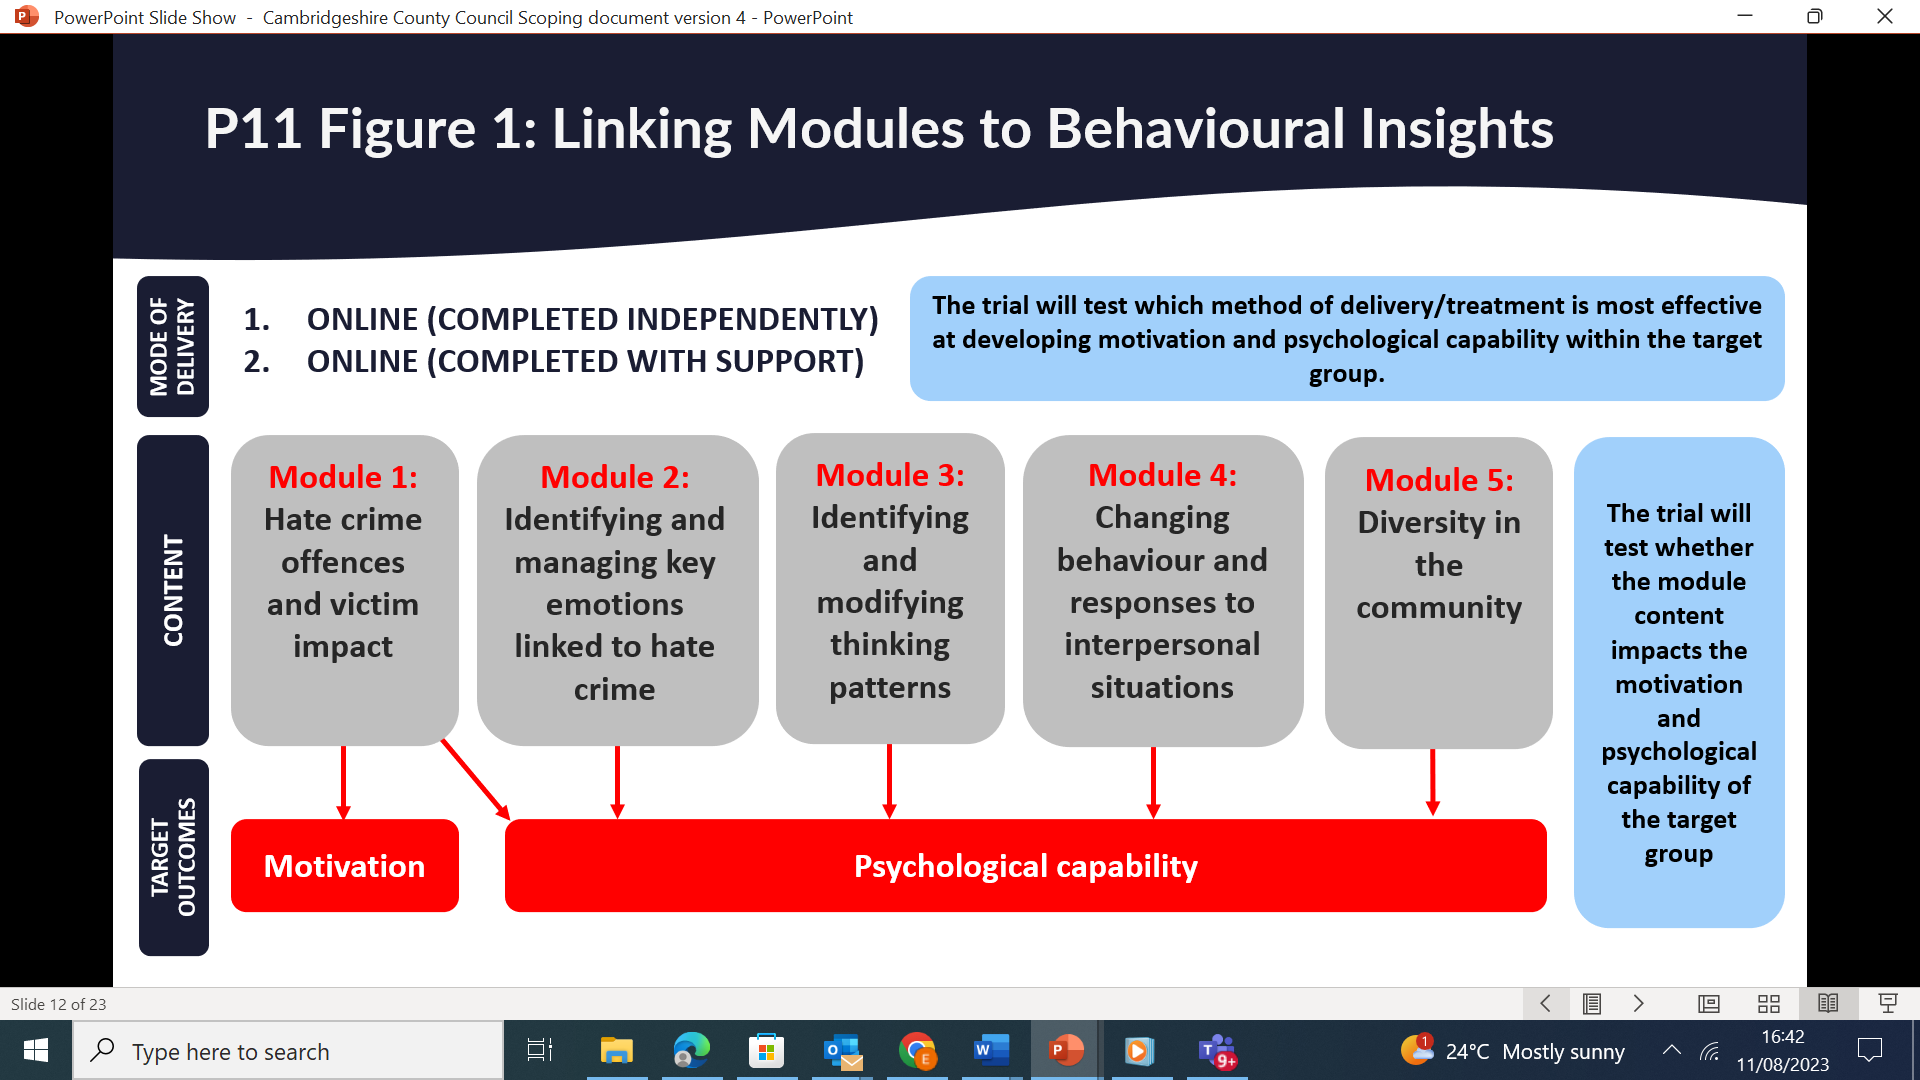 PowerPoint Slide Show - Cambridgeshire County Council Scoping document version 4 - PowerPoint
P11 Figure 1: Linking Modules to Behavioural Insights
MODE OF
DELIVERY
1. ONLINE (COMPLETED INDEPENDENTLY)
2. ONLINE (COMPLETED WITH SUPPORT)
The trial will test which method of delivery/treatment is most effective
at developing motivation and psychological capability within the target
group.
CONTENT
Module 1:
Hate crime
offences
and victim
impact
Module 2:
Identifying and
managing key
emotions
linked to hate
crime
Module 3:
Identifying
and
modifying
thinking
patterns
Module 4:
Changing
behaviour and
responses to
interpersonal
situations
Module 5:
Diversity in
the
community
The trial will
test whether
the module
content
impacts the
motivation
and
psychological
capability of
the target
group
TARGET
OUTCOMES
Motivation
Psychological capability
Slide 12 of 23
Type here to search
9+
1
24°C Mostly sunny
16:42
11/08/2023